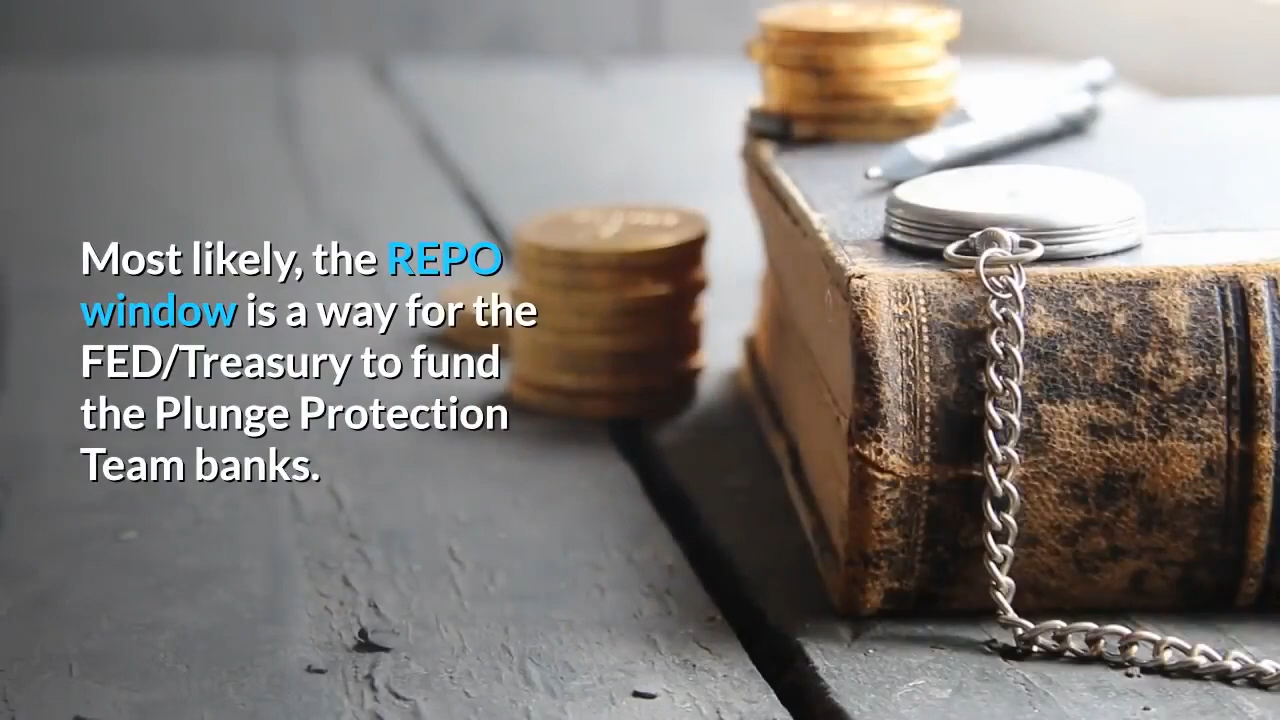 Most likely, the REPO
window is a way for the
FED/Treasury to fund
the Plunge Protection
Team banks.